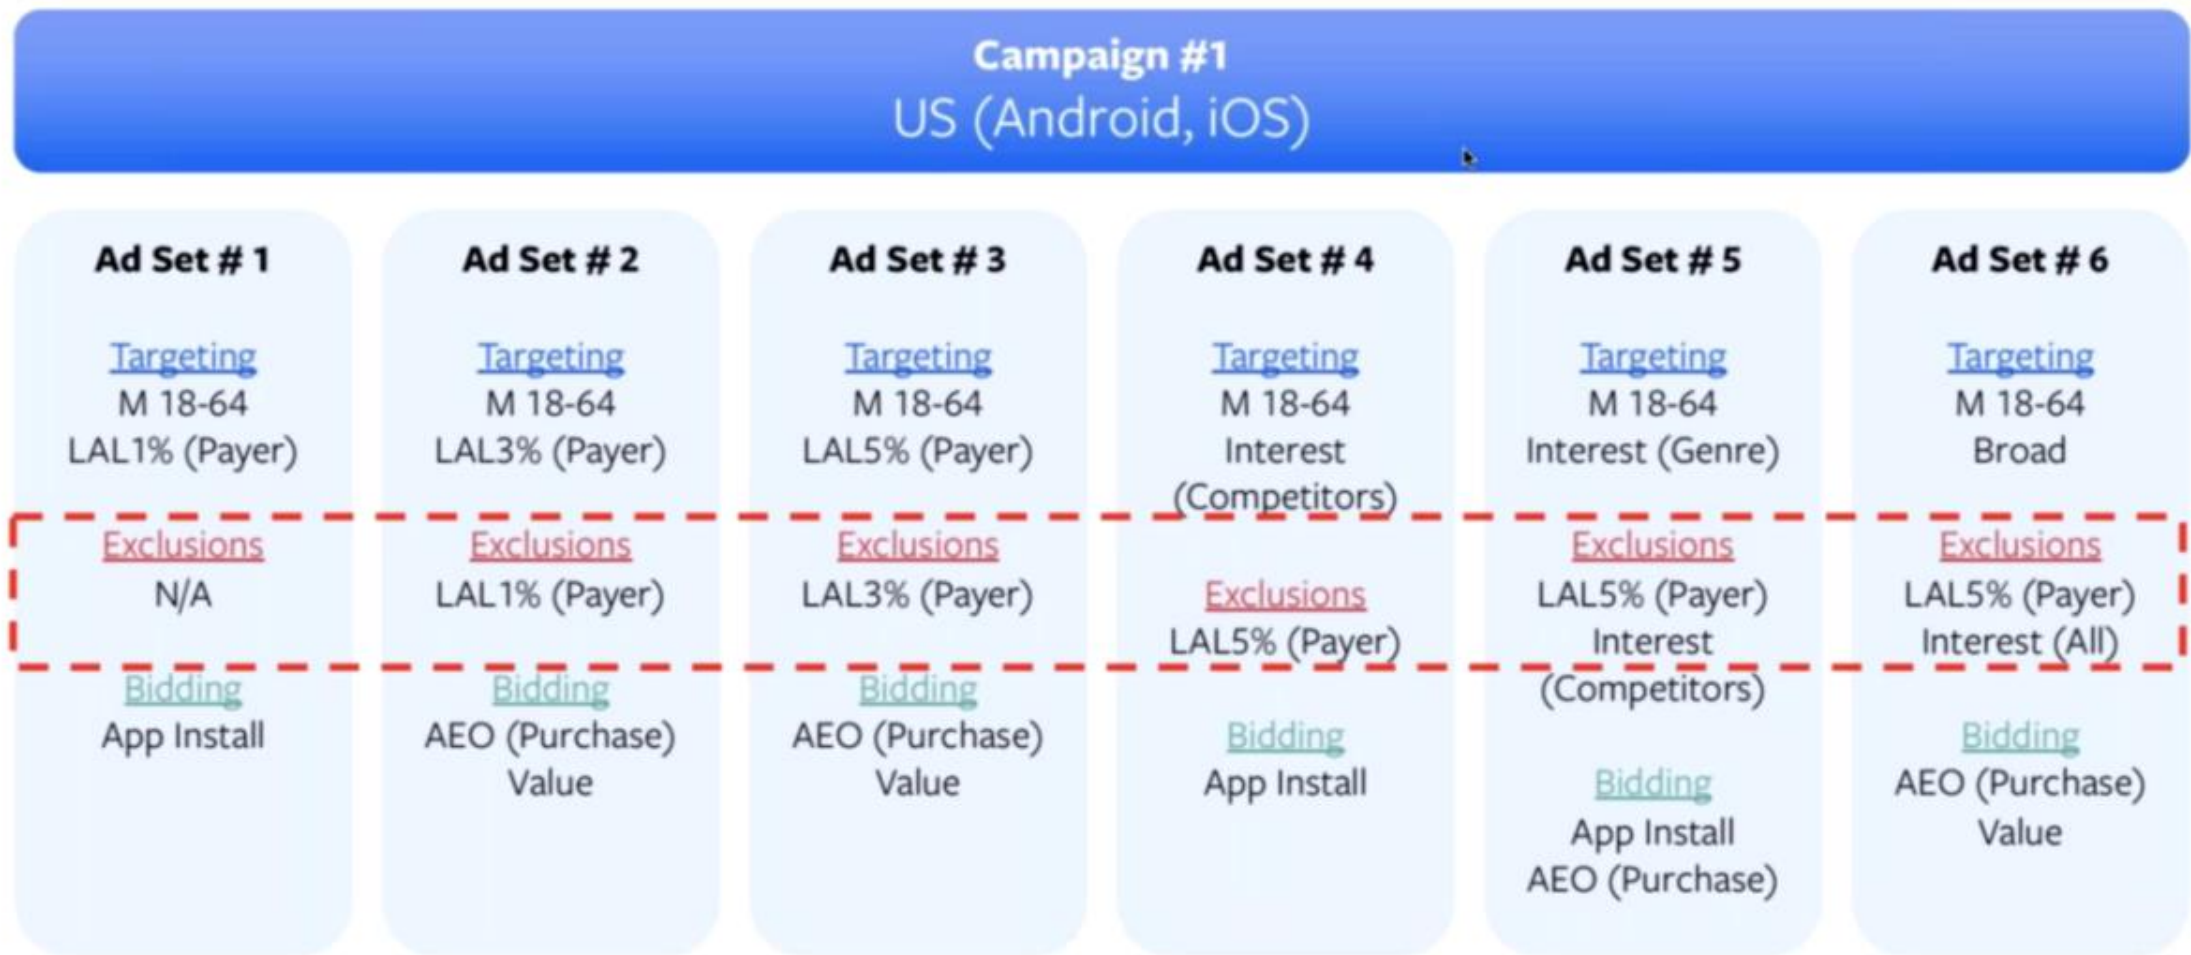 Campaign #1
US (Android, iOS)
Ad Set # 1
Targeting
M 18-64
LAL1% (Payer)
Exclusions
N/A
Bidding
App Install
Ad Set # 2
Targeting
M 18-64
LAL3% (Payer)
Exclusions
LAL1% (Payer)
Bidding
AEO (Purchase)
Value
Ad Set # 3
Targeting
M 18-64
LAL5% (Payer)
Exclusions
LAL3% (Payer)
Bidding
AEO (Purchase)
Value
Ad Set # 4
Targeting
M 18-64
Interest
(Competitors)
Exclusions
LAL5% (Payer)
Bidding
App Install
Ad Set # 5
Targeting
M 18-64
Interest (Genre)
Exclusions
LAL5% (Payer)
Interest
(Competitors)
Bidding
App Install
AEO (Purchase)
Ad Set # 6
Targeting
M 18-64
Broad
Exclusions
LAL5% (Payer)
Interest (All)
Bidding
AEO (Purchase)
Value